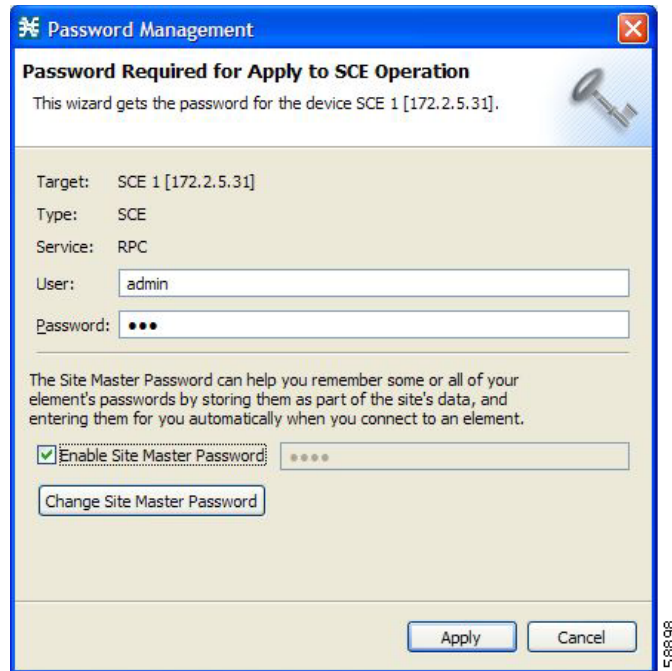 Password Management
Password Required for Apply to SCE Operation
This wizard gets the password for the device SCE 1 [172.2.5.31].
Target: SCE 1 [172.2.5.31]
Type: SCE
Service: RPC
User: admin
Password: •••
The Site Master Password can help you remember some or all of your
element's passwords by storing them as part of the site's data, and
entering them for you automatically when you connect to an element.
Enable Site Master Password ••••
Change Site Master Password
Apply Cancel